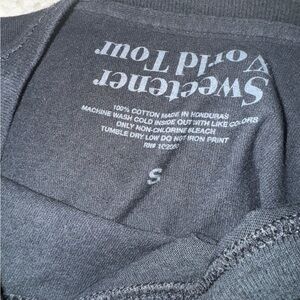 Sweetener
World Tour
100% COTTON MADE IN HONDURAS
MACHINE WASH COLD INSIDE OUT WITH LIKE COLORS
ONLY NON-CHLORINE BLEACH
TUMBLE DRY LOW DO NOT IRON PRINT
RN#
S